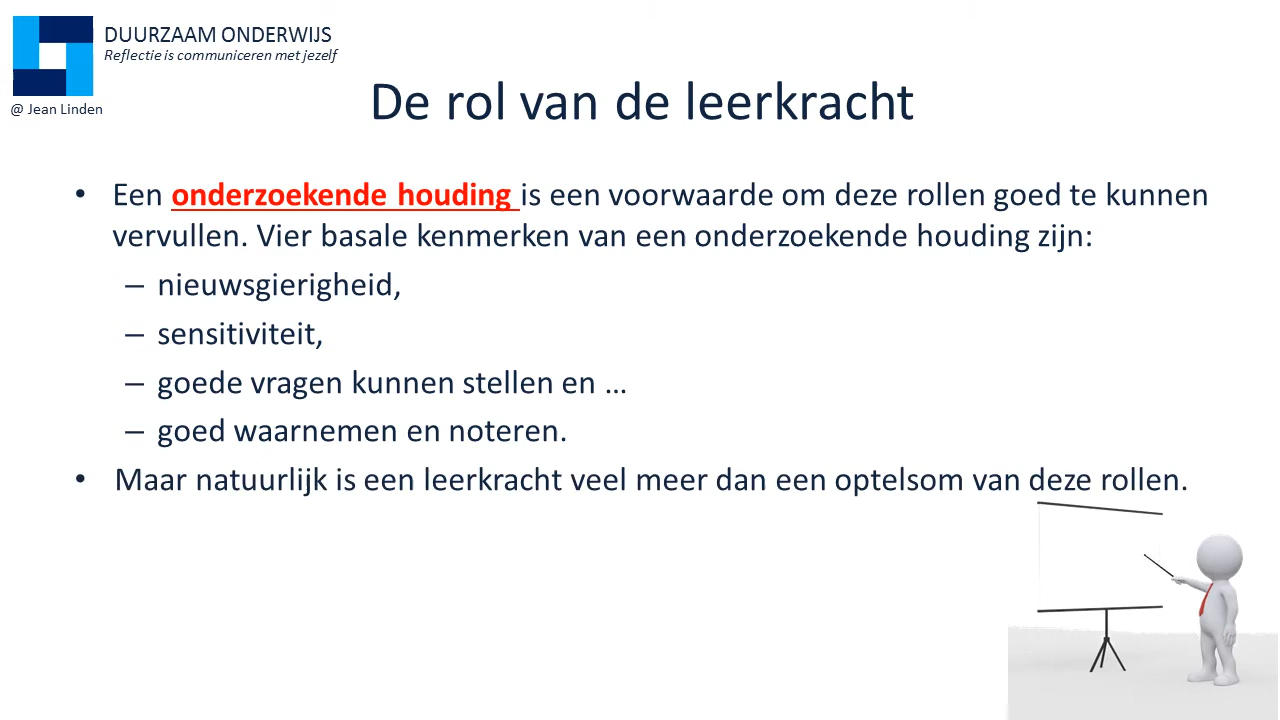 DUURZAAM ONDERWIJS
Reflectie is communiceren met jezelf
@ Jean Linden
De rol van de leerkracht
• Een onderzoekende houding is een voorwaarde om deze rollen goed te kunnen
vervullen. Vier basale kenmerken van een onderzoekende houding zijn:
– nieuwsgierigheid,
– sensitiviteit,
– goede vragen kunnen stellen en …
– goed waarnemen en noteren.
• Maar natuurlijk is een leerkracht veel meer dan een optelsom van deze rollen.